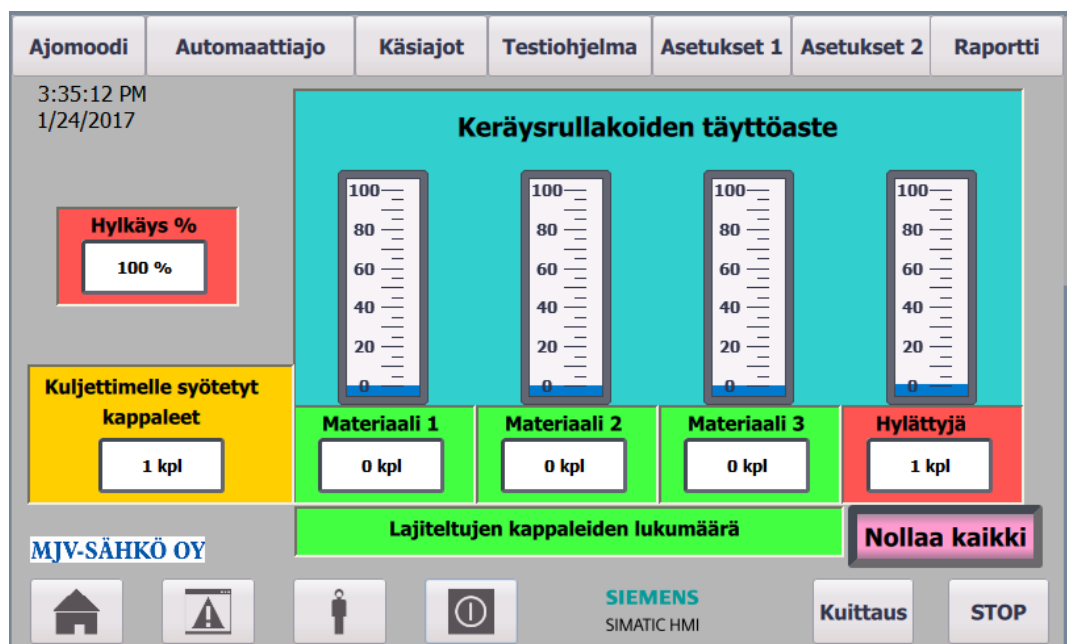 Ajomoodi Automaattiajo Käsiajot Testiohjelma Asetukset 1 Asetukset 2 Raportti
3:35:12 PM
1/24/2017
Keräysrullakoiden täyttöaste
100 100 100 100
80 80 80 80
60 60 60 60
40 40 40 40
20 20 20 20
0 0 0 0
Hylkäys %
100 %
Kuljettimelle syötetyt
kappaleet
1 kpl
Materiaali 1 Materiaali 2 Materiaali 3 Hylättyjä
0 kpl 0 kpl 0 kpl 1 kpl
Lajiteltujen kappaleiden lukumäärä
Nollaa kaikki
MJV-SÄHKÖ OY
SIEMENS
SIMATIC HMI
Kuittaus STOP